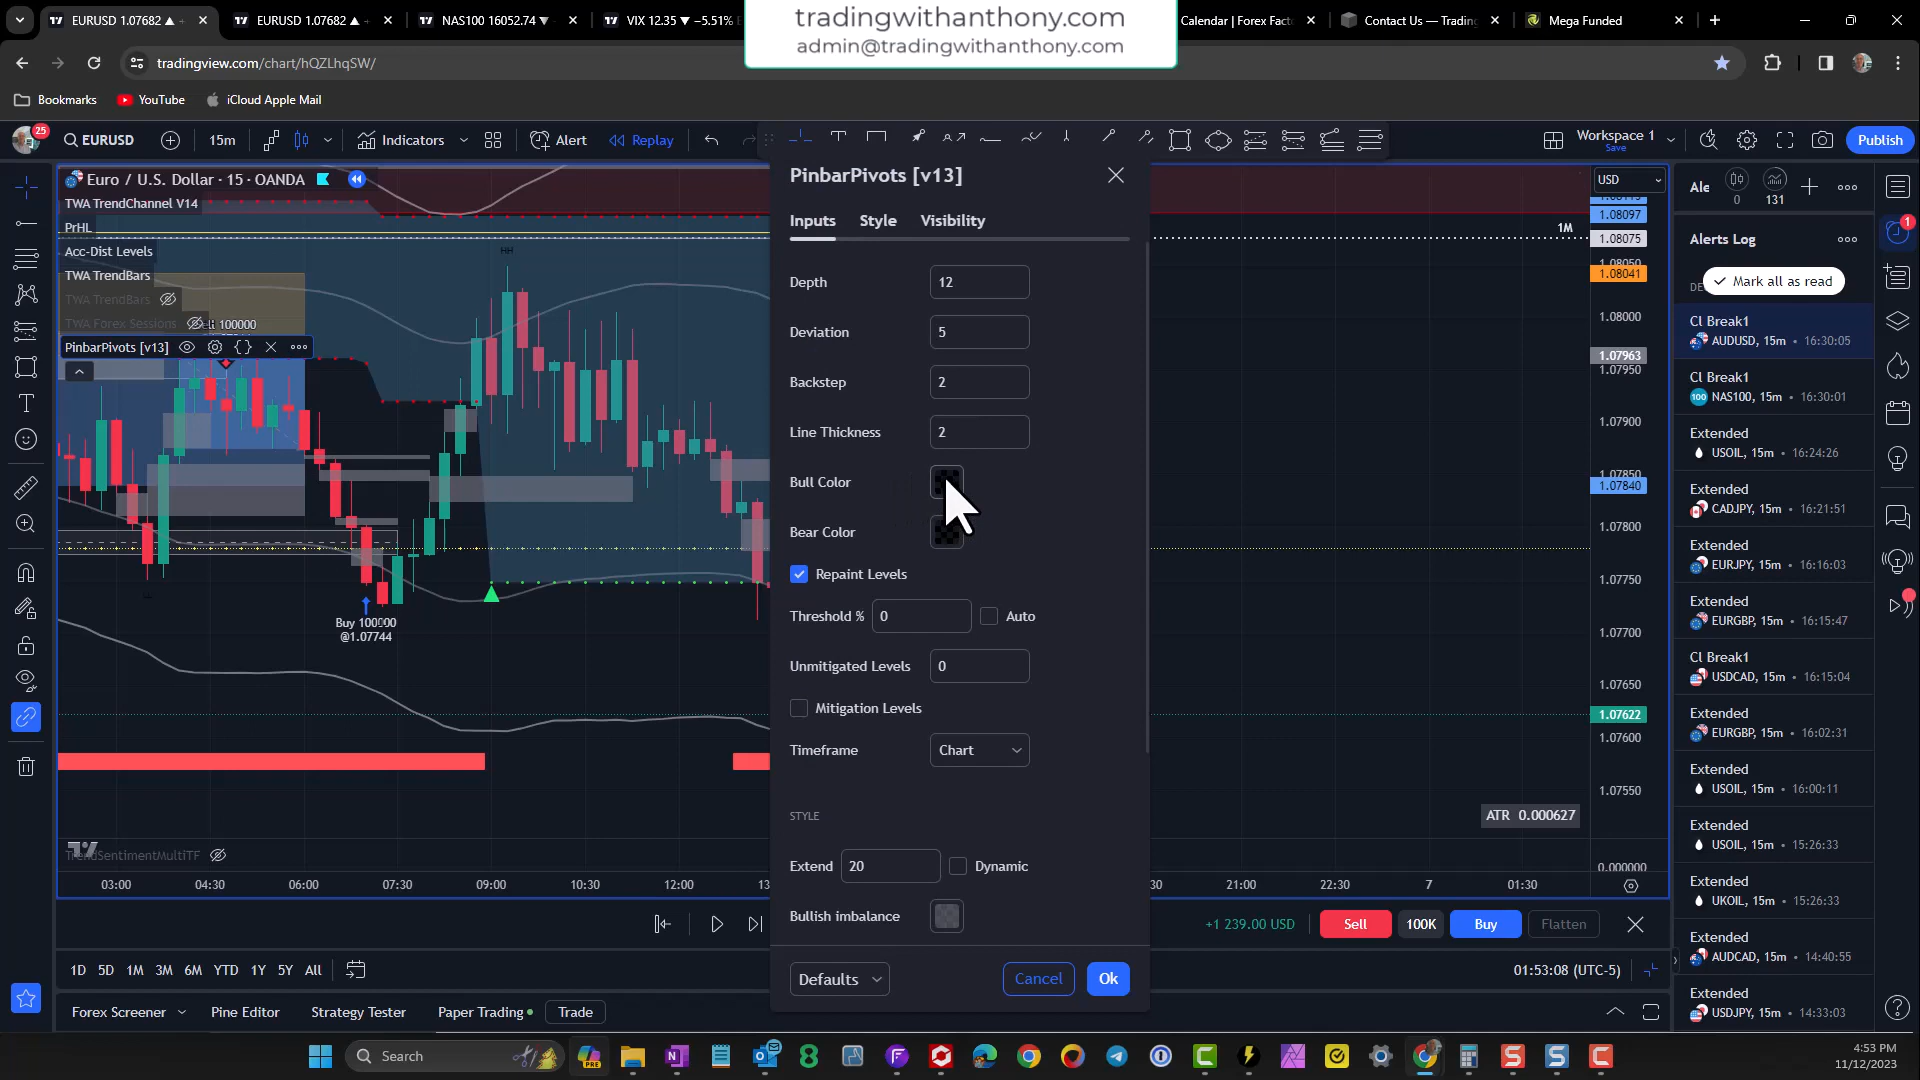 EURUSD 1.07682 ▲
EURUSD 1.07682 ▲
NAS100 16052.74 ▼
VIX 12.35 ▼ −5.51%
tradingwithanthony.com
admin@tradingwithanthony.com
Calendar | Forex Fact
Contact Us — Trading
Mega Funded
tradingview.com/chart/hQZLhqSW/
Bookmarks
YouTube
iCloud Apple Mail
25
EURUSD
15m
Indicators
Alert
Replay
Workspace 1
Save
Publish
Euro / U.S. Dollar · 15 · OANDA
TWA TrendChannel V14
PrHL
Acc-Dist Levels
TWA TrendBars
TWA TrendBars
TWA Forex Sessions
100000
PinbarPivots [v13]
HH
Buy 100000
@1.07744
TrendSentimentMultiTF
PinbarPivots [v13]
Inputs
Style
Visibility
Depth
12
Deviation
5
Backstep
2
Line Thickness
2
Bull Color
Bear Color
Repaint Levels
Threshold %
0
Auto
Unmitigated Levels
0
Mitigation Levels
Timeframe
Chart
STYLE
Extend
20
Dynamic
Bullish imbalance
Defaults
Cancel
Ok
1M
USD
1.08097
1.08075
1.08050
1.08041
1.08000
1.07963
1.07950
1.07900
1.07850
1.07840
1.07800
1.07750
1.07700
1.07650
1.07622
1.07600
1.07550
0.000000
ATR 0.000627
03:00
04:30
06:00
07:30
09:00
10:30
12:00
21:00
22:30
7
01:30
+1 239.00 USD
Sell
100K
Buy
Flatten
1D
5D
1M
3M
6M
YTD
1Y
5Y
All
01:53:08 (UTC-5)
Forex Screener
Pine Editor
Strategy Tester
Paper Trading
Trade
Ale
0
131
1
Alerts Log
Mark all as read
Cl Break1
AUDUSD, 15m • 16:30:05
Cl Break1
NAS100, 15m • 16:30:01
Extended
USOIL, 15m • 16:24:26
Extended
CADJPY, 15m • 16:21:51
Extended
EURJPY, 15m • 16:16:03
Extended
EURGBP, 15m • 16:15:47
Cl Break1
USDCAD, 15m • 16:15:04
Extended
EURGBP, 15m • 16:02:31
Extended
USOIL, 15m • 16:00:11
Extended
USOIL, 15m • 15:26:33
Extended
UKOIL, 15m • 15:26:33
Extended
AUDCAD, 15m • 14:40:55
Extended
USDJPY, 15m • 14:33:03
Search
PRE
4:53 PM
11/12/2023